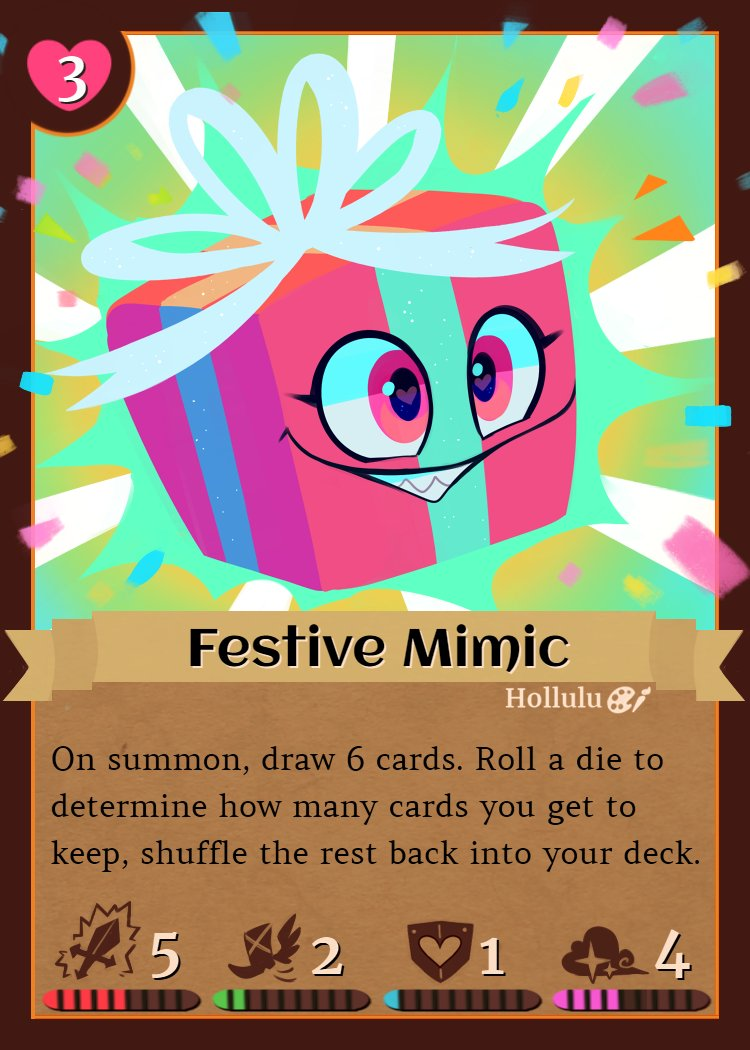 3
Festive Mimic
Hollulu
On summon, draw 6 cards. Roll a die to
determine how many cards you get to
keep, shuffle the rest back into your deck.
5 2 1 4